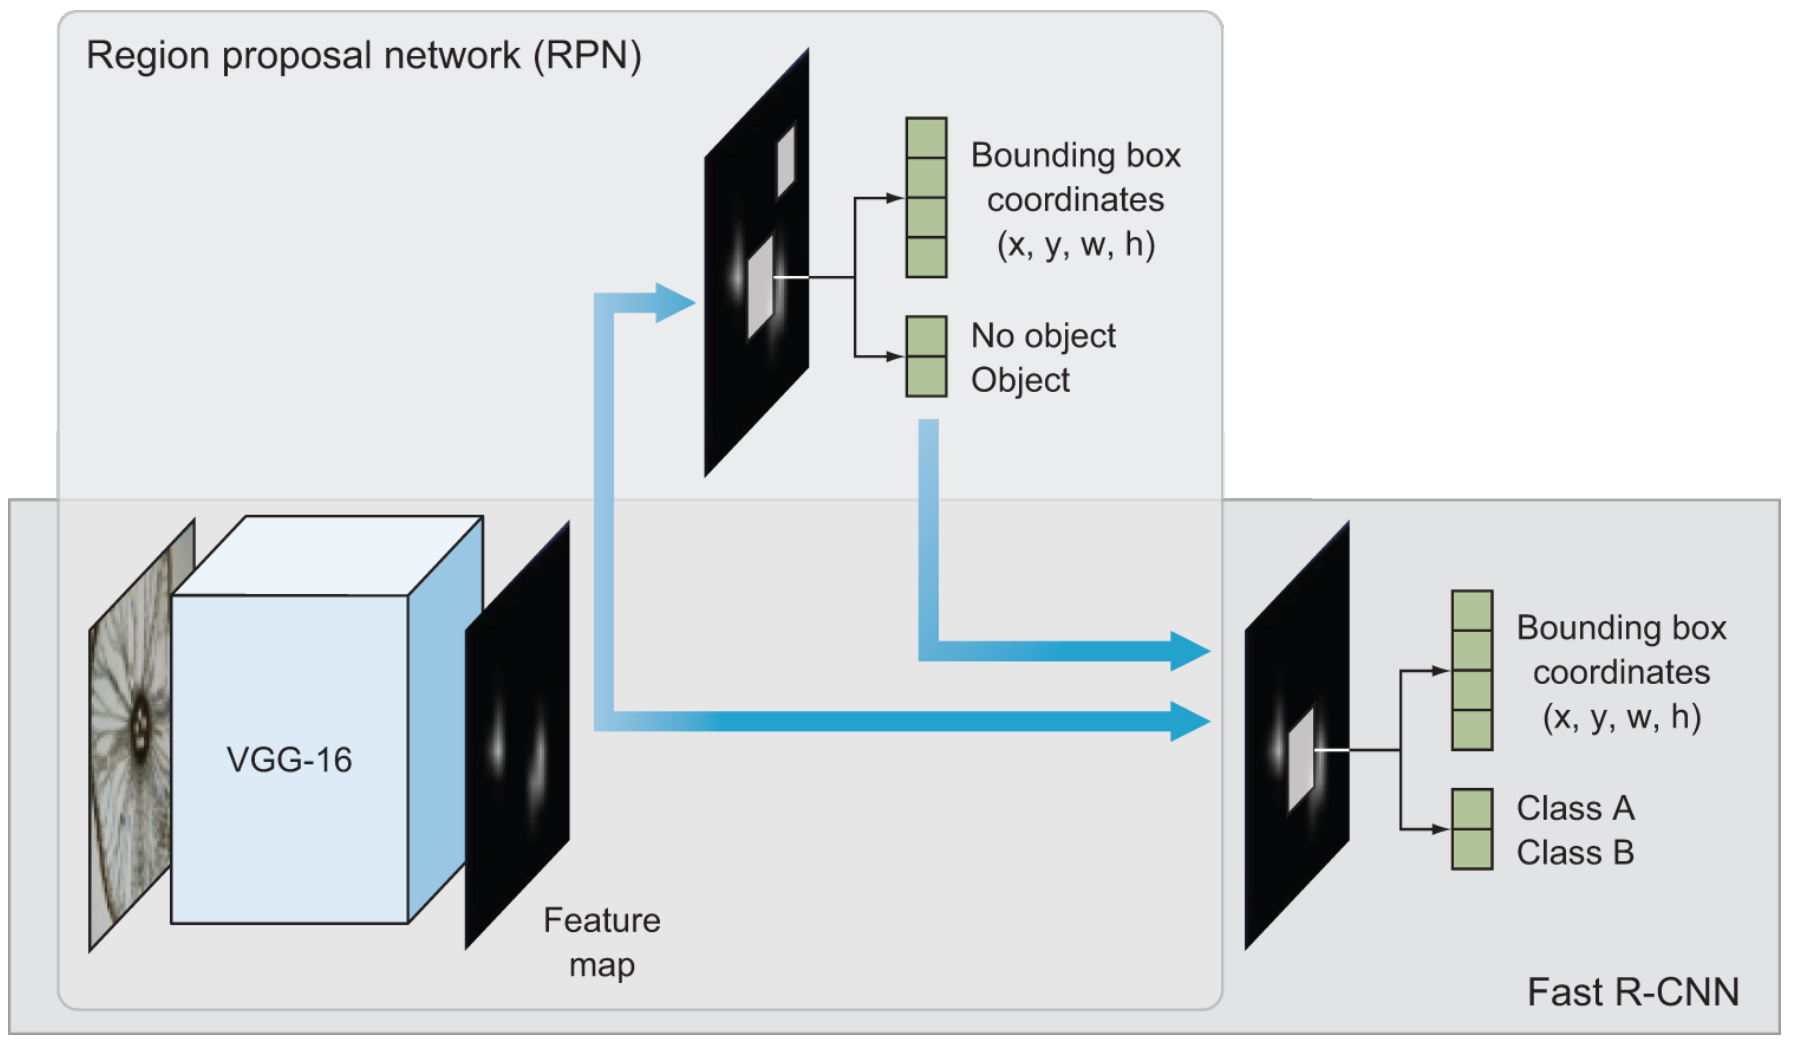 Region proposal network (RPN)
Bounding box
coordinates
(x, y, w, h)
No object
Object
VGG-16
Feature
map
Bounding box
coordinates
(x, y, w, h)
Class A
Class B
Fast R-CNN